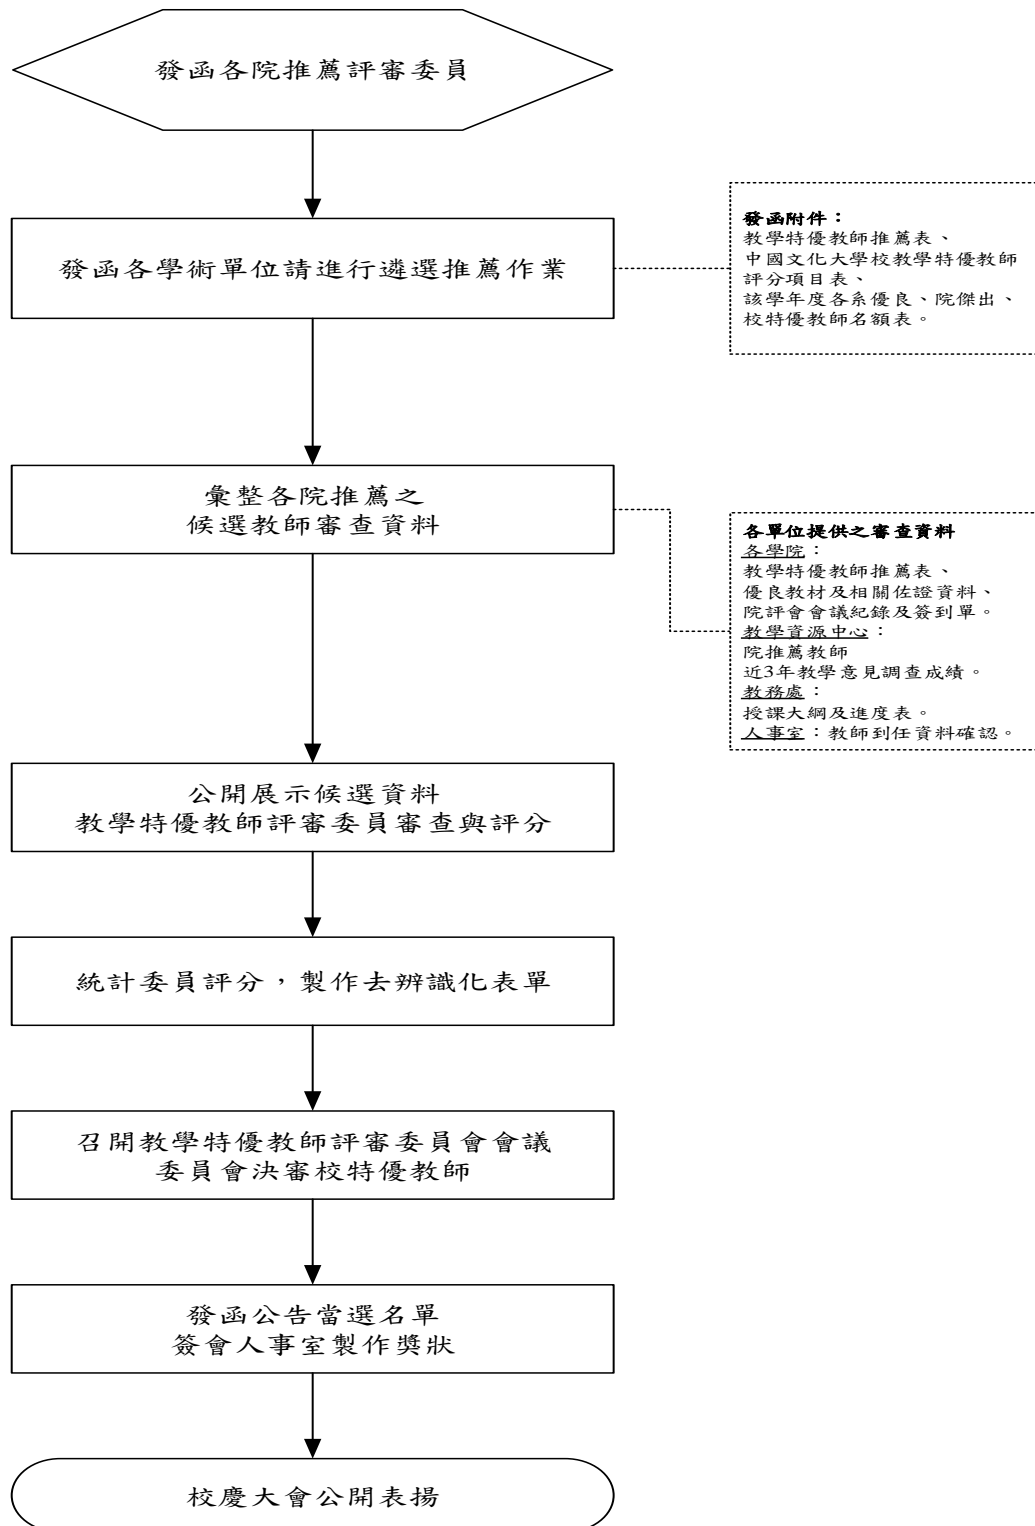 發函各院推薦評審委員
發函各學術單位請進行遴選推薦作業
發函附件：
教學特優教師推薦表、
中國文化大學校教學特優教師
評分項目表、
該學年度各系優良、院傑出、
校特優教師名額表。
彙整各院推薦之
候選教師審查資料
各單位提供之審查資料
各學院：
教學特優教師推薦表、
優良教材及相關佐證資料、
院評會會議紀錄及簽到單。
教學資源中心：
院推薦教師
近3年教學意見調查成績。
教務處：
授課大綱及進度表。
人事室：教師到任資料確認。
公開展示候選資料
教學特優教師評審委員審查與評分
統計委員評分，製作去辨識化表單
召開教學特優教師評審委員會會議
委員會決審校特優教師
發函公告當選名單
簽會人事室製作獎狀
校慶大會公開表揚